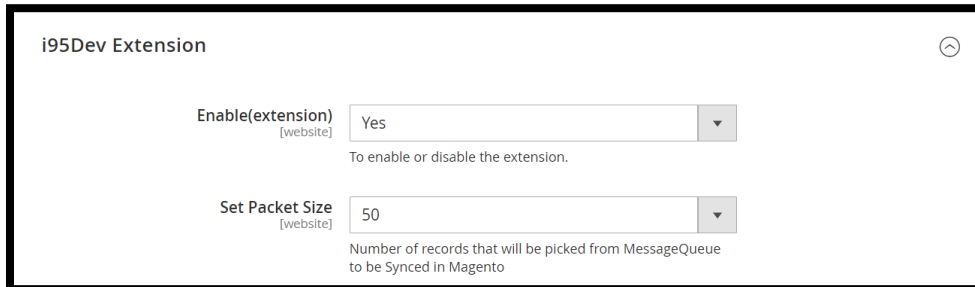 i95Dev Extension
Enable(extension)
[website]
Yes
To enable or disable the extension.
Set Packet Size
[website]
50
Number of records that will be picked from MessageQueue
to be Synced in Magento